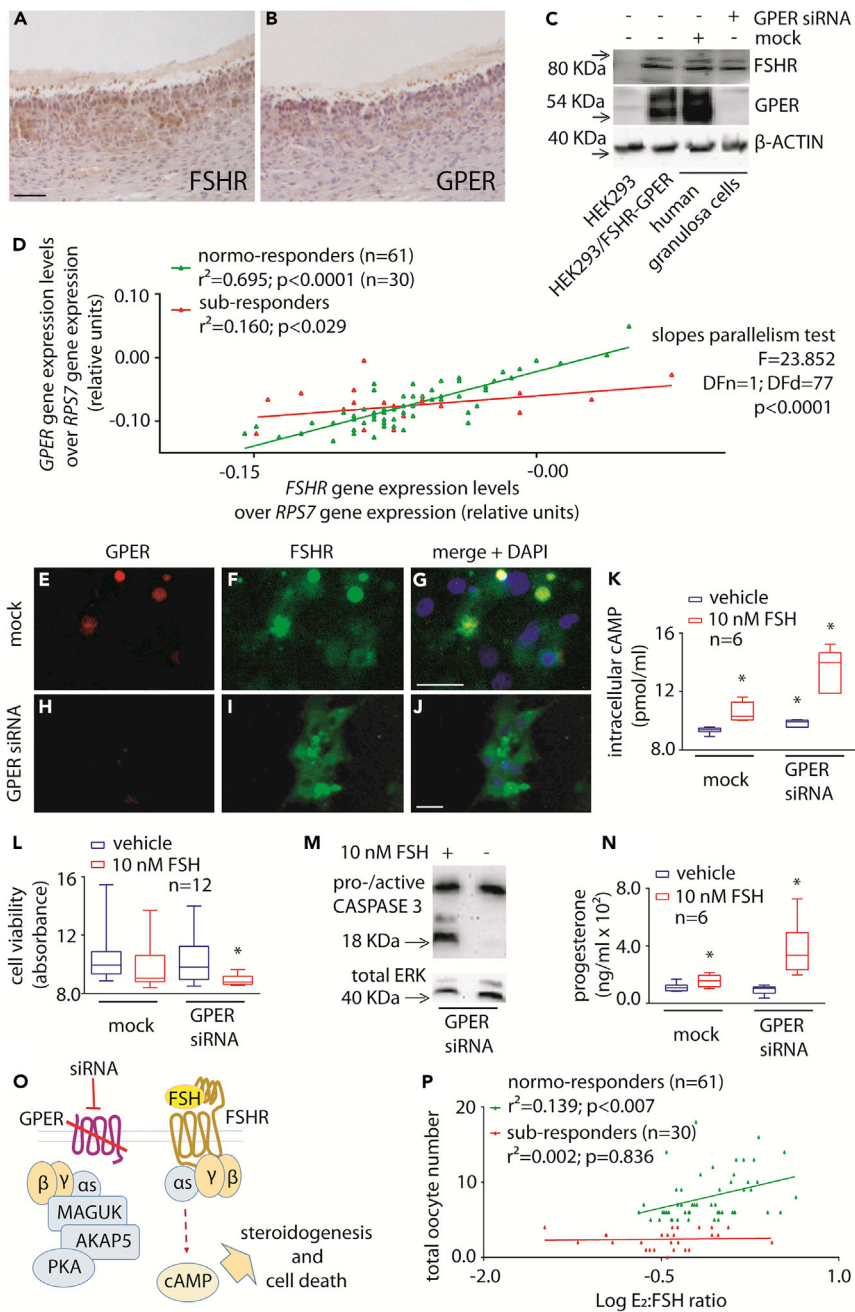 A
FSHR
B
GPER
C
- - - + GPER siRNA
- - + - mock
80 KDa
FSHR
54 KDa
GPER
40 KDa
β-ACTIN
HEK293
HEK293/FSHR-GPER
human
granulosa cells
D
GPER gene expression levels
over RPS7 gene expression
(relative units)
normo-responders (n=61)
r²=0.695; p<0.0001 (n=30)
sub-responders
r²=0.160; p<0.029
0.10
0.00
-0.10
-0.15
-0.00
FSHR gene expression levels
over RPS7 gene expression (relative units)
slopes parallelism test
F=23.852
DFn=1; DFd=77
p<0.0001
GPER
FSHR
merge + DAPI
mock
E
F
G
GPER siRNA
H
I
J
K
vehicle
10 nM FSH
n=6
intracellular cAMP
(pmol/ml)
16
12
8.0
*
*
*
mock
GPER
siRNA
L
vehicle
10 nM FSH
n=12
cell viability
(absorbance)
16
12
8.0
*
mock
GPER
siRNA
M
10 nM FSH + -
pro-/active
CASPASE 3
18 KDa
total ERK
40 KDa
GPER
siRNA
N
vehicle
10 nM FSH
n=6
progesterone
(ng/ml x 10²)
8.0
4.0
0.0
*
*
mock
GPER
siRNA
O
siRNA
GPER
FSH
FSHR
β γ αs
αs γ β
MAGUK
AKAP5
PKA
cAMP
steroidogenesis
and
cell death
P
normo-responders (n=61)
r²=0.139; p<0.007
sub-responders (n=30)
r²=0.002; p=0.836
total oocyte number
20
10
0.0
-2.0
-0.5
1.0
Log E₂:FSH ratio